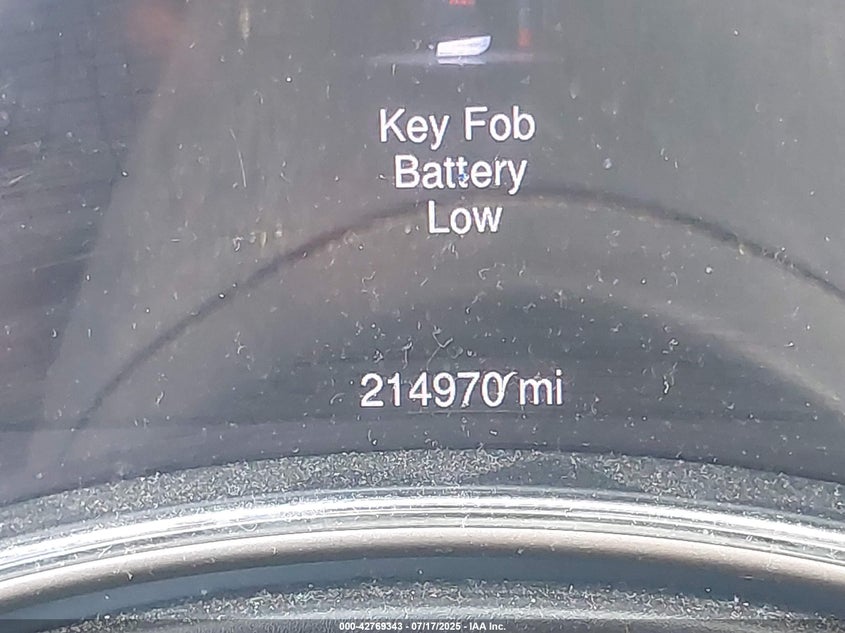 Key Fob
Battery
Low
214970 mi
000-42769343 - 07/17/2025 - IAA Inc.